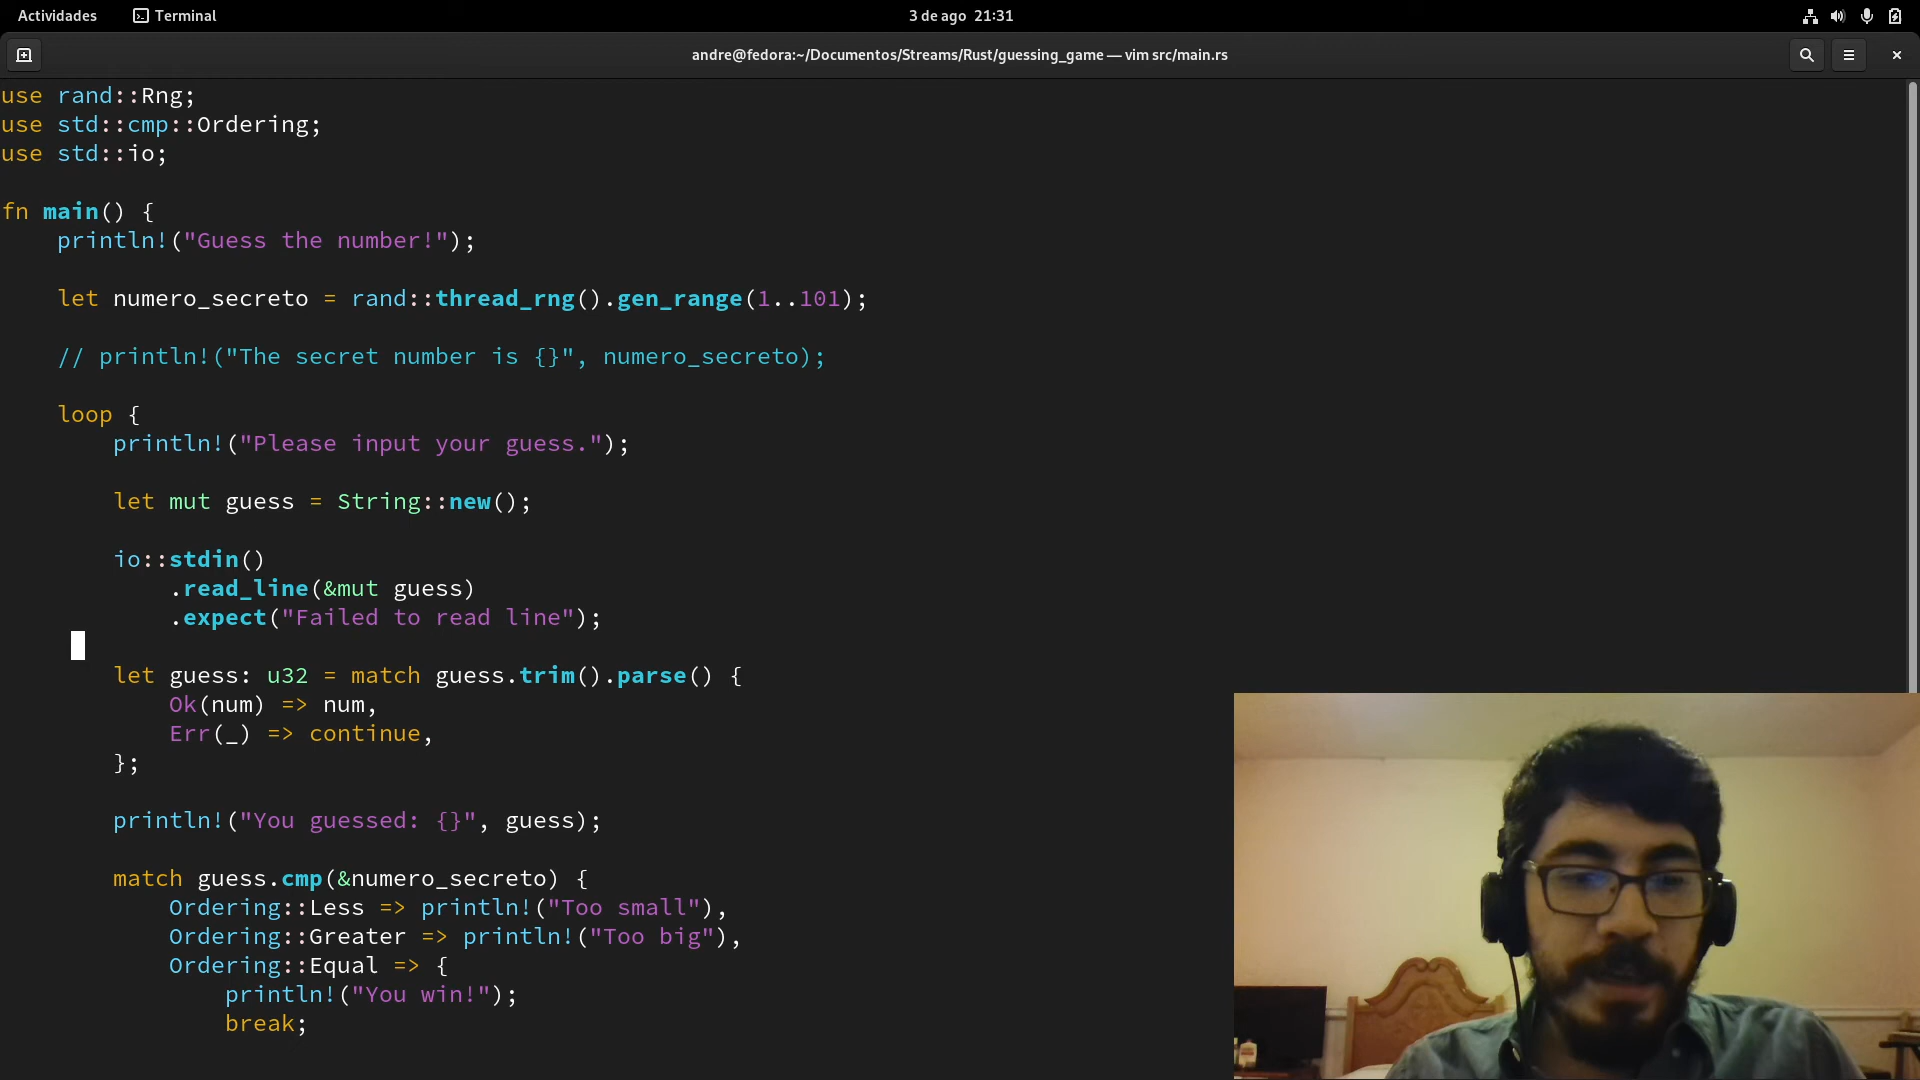 Actividades Terminal 3 de ago 21:31
andre@fedora:~/Documentos/Streams/Rust/guessing_game — vim src/main.rs
use rand::Rng;
use std::cmp::Ordering;
use std::io;
fn main() {
println!("Guess the number!");
let numero_secreto = rand::thread_rng().gen_range(1..101);
// println!("The secret number is {}", numero_secreto);
loop {
println!("Please input your guess.");
let mut guess = String::new();
io::stdin()
.read_line(&mut guess)
.expect("Failed to read line");
let guess: u32 = match guess.trim().parse() {
Ok(num) => num,
Err(_) => continue,
};
println!("You guessed: {}", guess);
match guess.cmp(&numero_secreto) {
Ordering::Less => println!("Too small"),
Ordering::Greater => println!("Too big"),
Ordering::Equal => {
println!("You win!");
break;